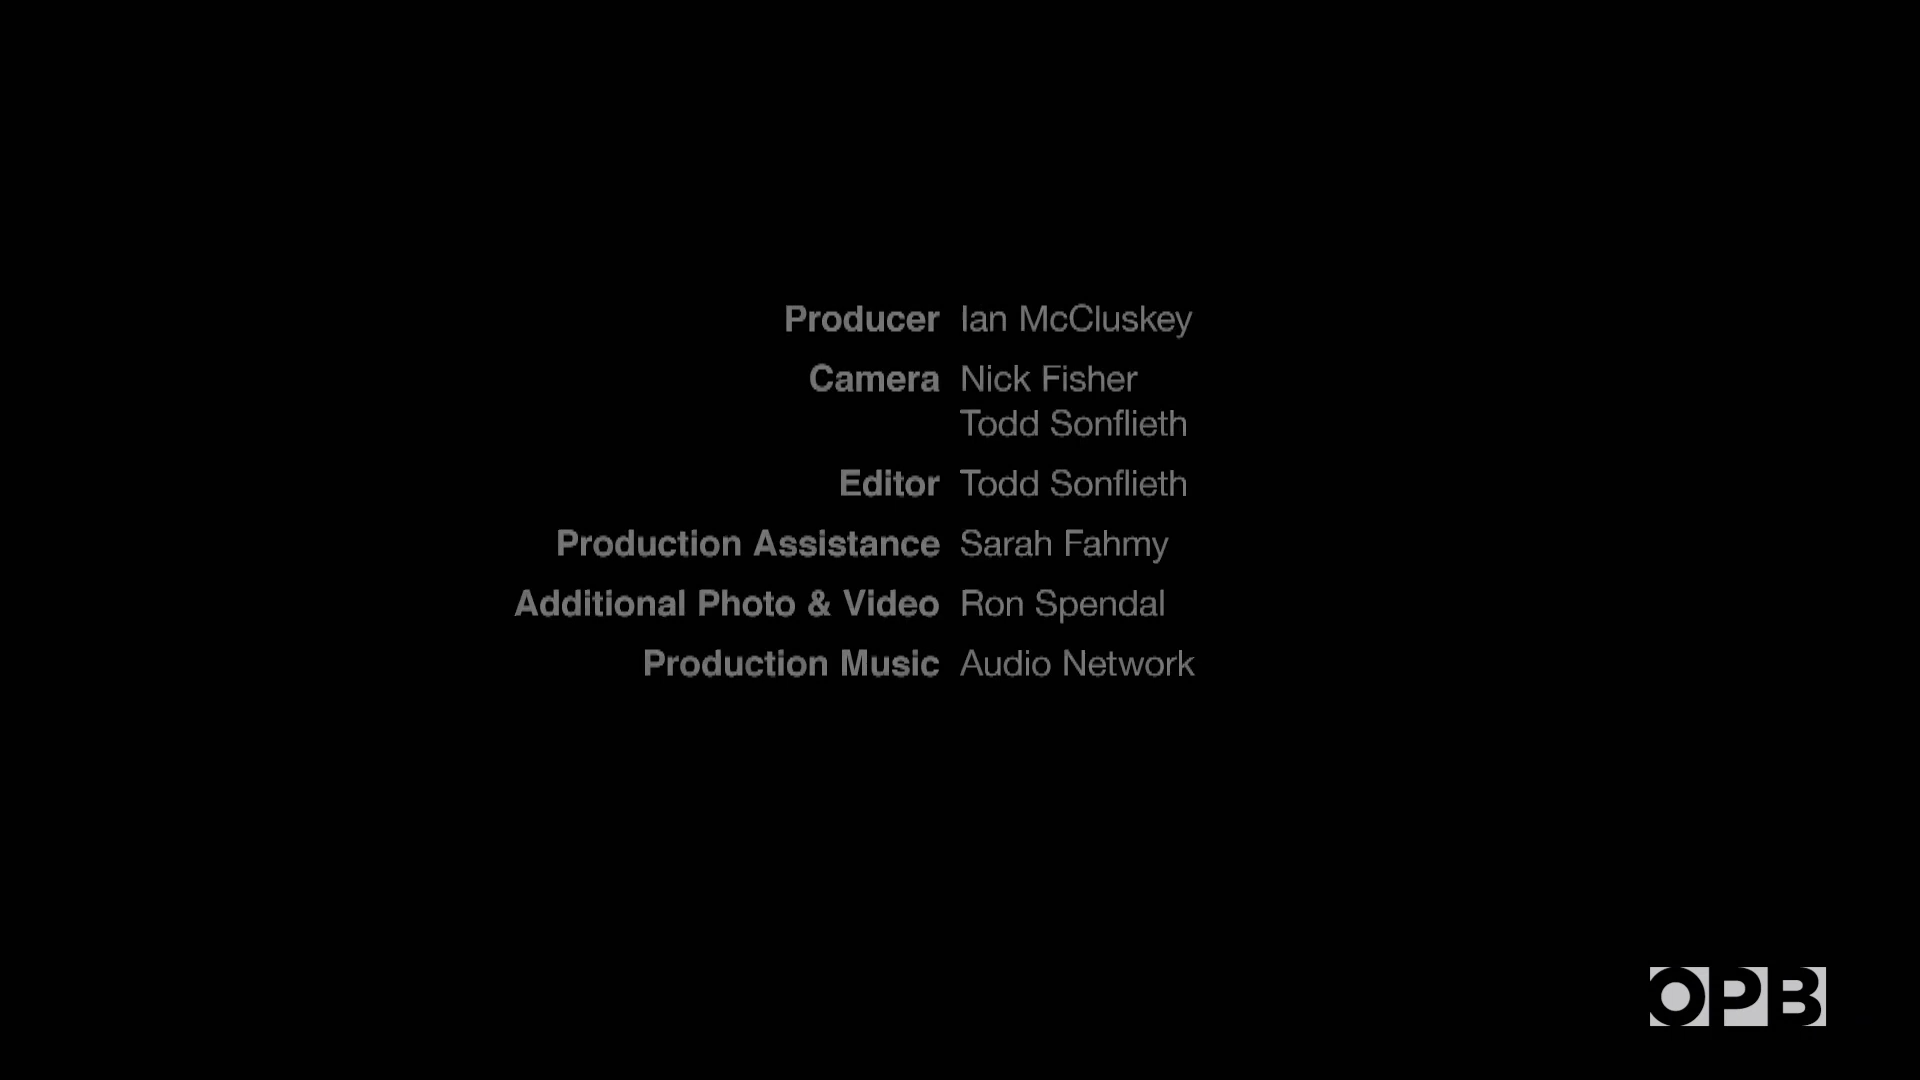 Producer Ian McCluskey
Camera Nick Fisher
Todd Sonflieth
Editor Todd Sonflieth
Production Assistance Sarah Fahmy
Additional Photo & Video Ron Spendal
Production Music Audio Network
OPB